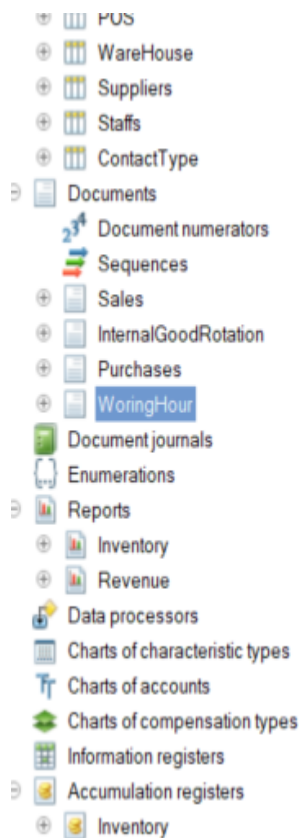 POS
WareHouse
Suppliers
Staffs
ContactType
Documents
Document numerators
Sequences
Sales
InternalGoodRotation
Purchases
WoringHour
Document journals
Enumerations
Reports
Inventory
Revenue
Data processors
Charts of characteristic types
Charts of accounts
Charts of compensation types
Information registers
Accumulation registers
Inventory